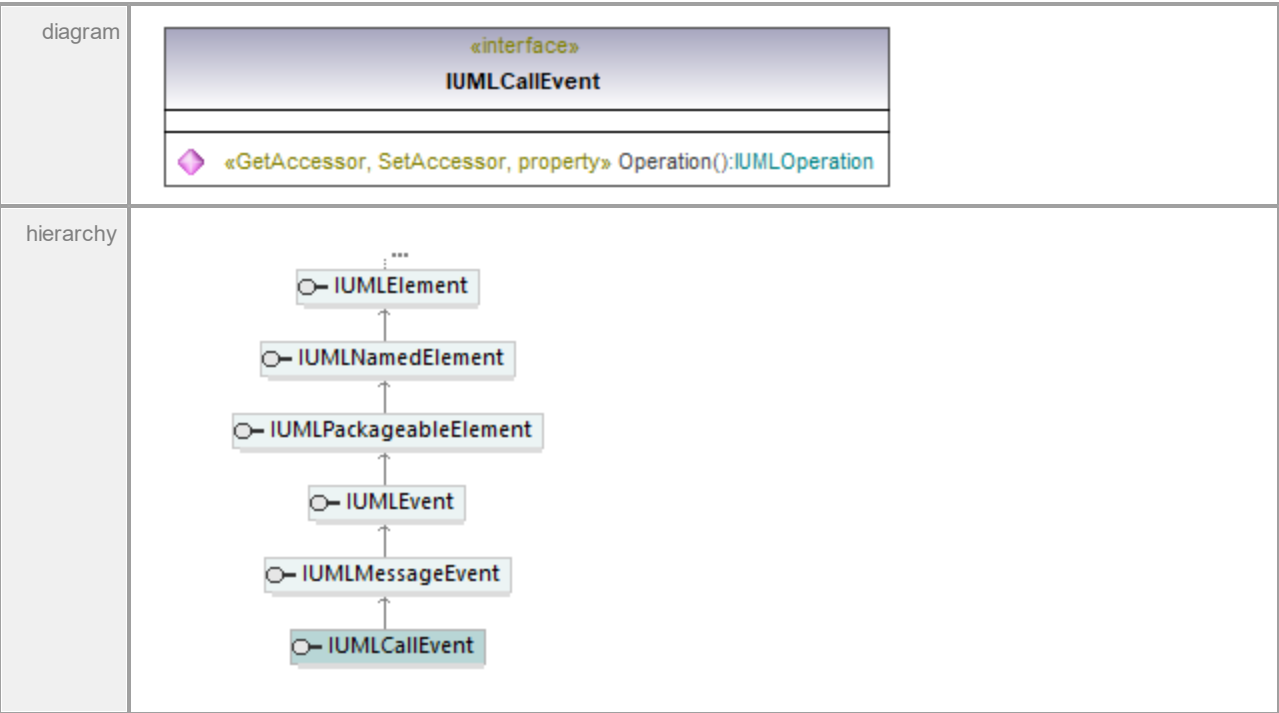 diagram
«interface»
IUMLCallEvent
«GetAccessor, SetAccessor, property» Operation():IUMLOperation
hierarchy
...
IUMLElement
IUMLNamedElement
IUMLPackageableElement
IUMLEvent
IUMLMessageEvent
IUMLCallEvent